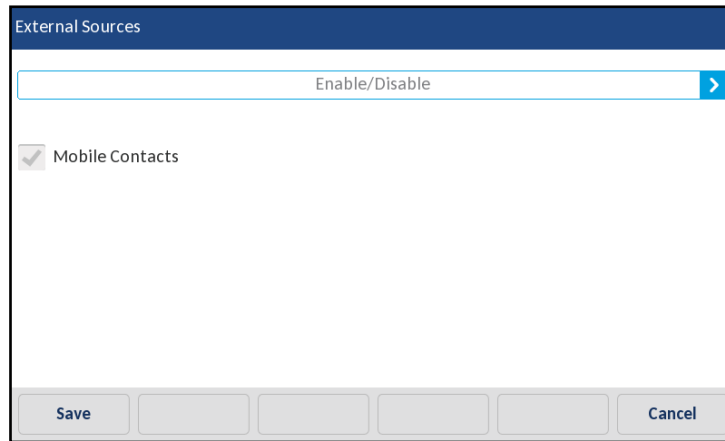 External Sources
Enable/Disable
Mobile Contacts
Save
Cancel